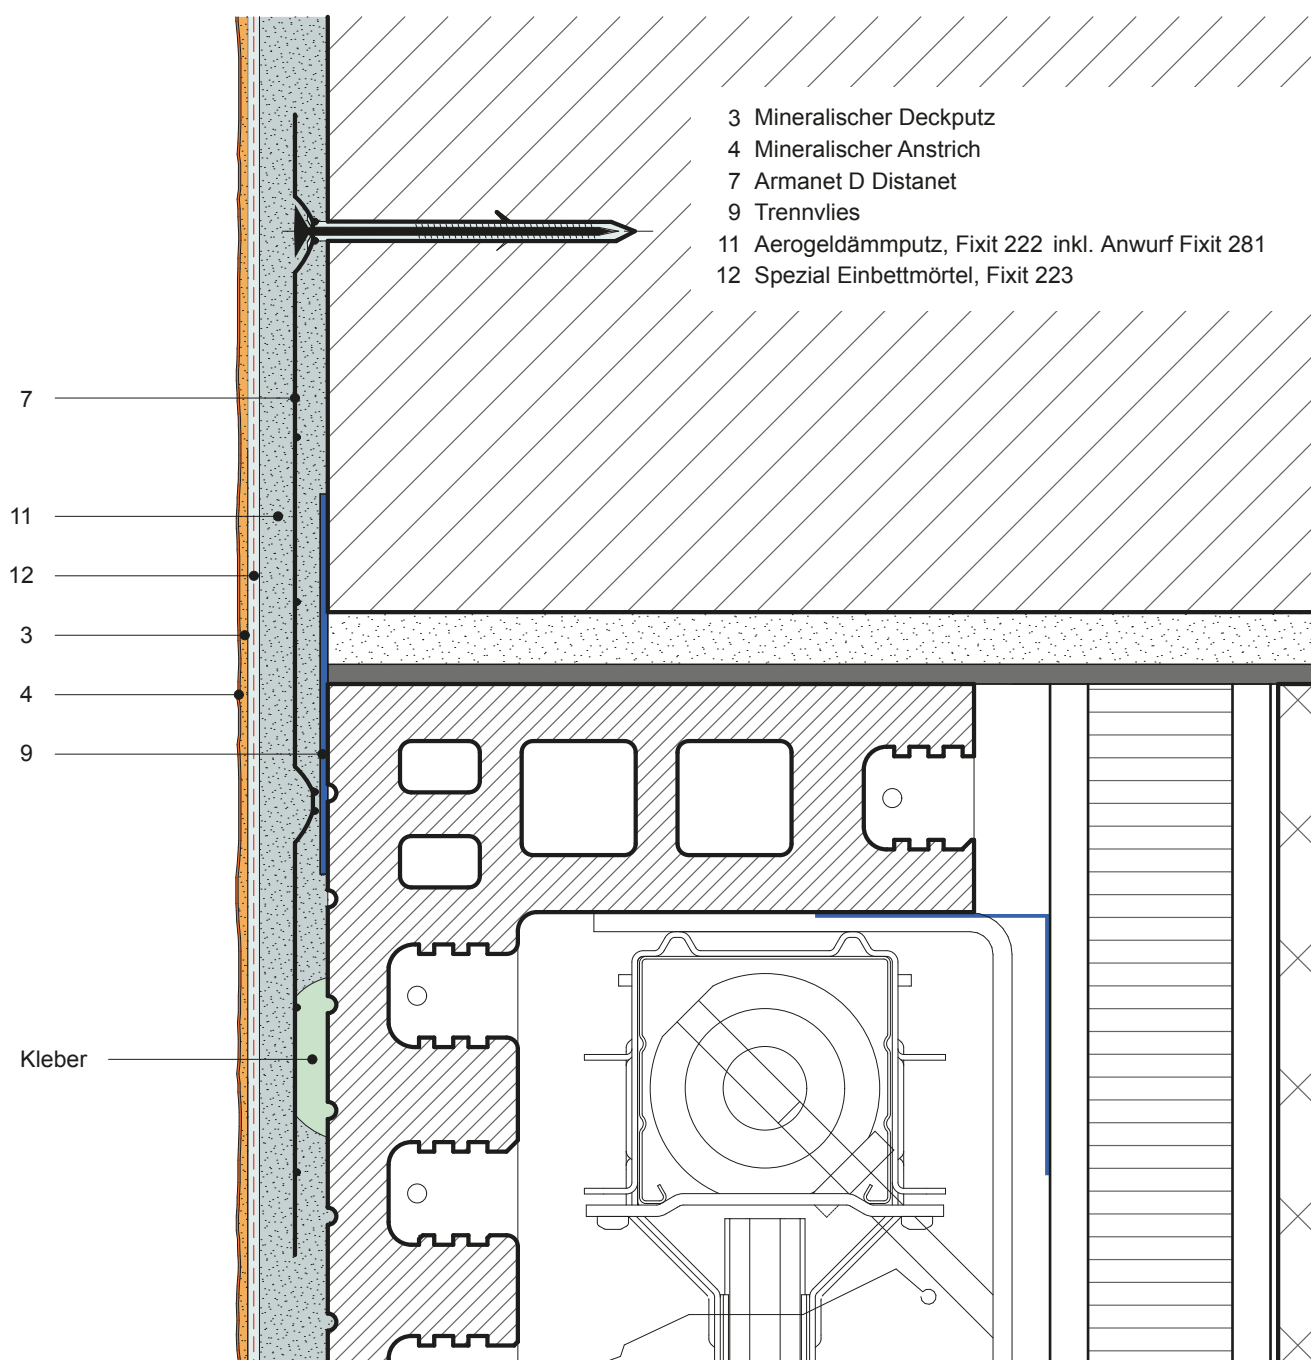 3 Mineralischer Deckputz
4 Mineralischer Anstrich
7 Armanet D Distanet
9 Trennvlies
11 Aerogeldämmputz, Fixit 222 inkl. Anwurf Fixit 281
12 Spezial Einbettmörtel, Fixit 223
7
11
12
3
4
9
Kleber